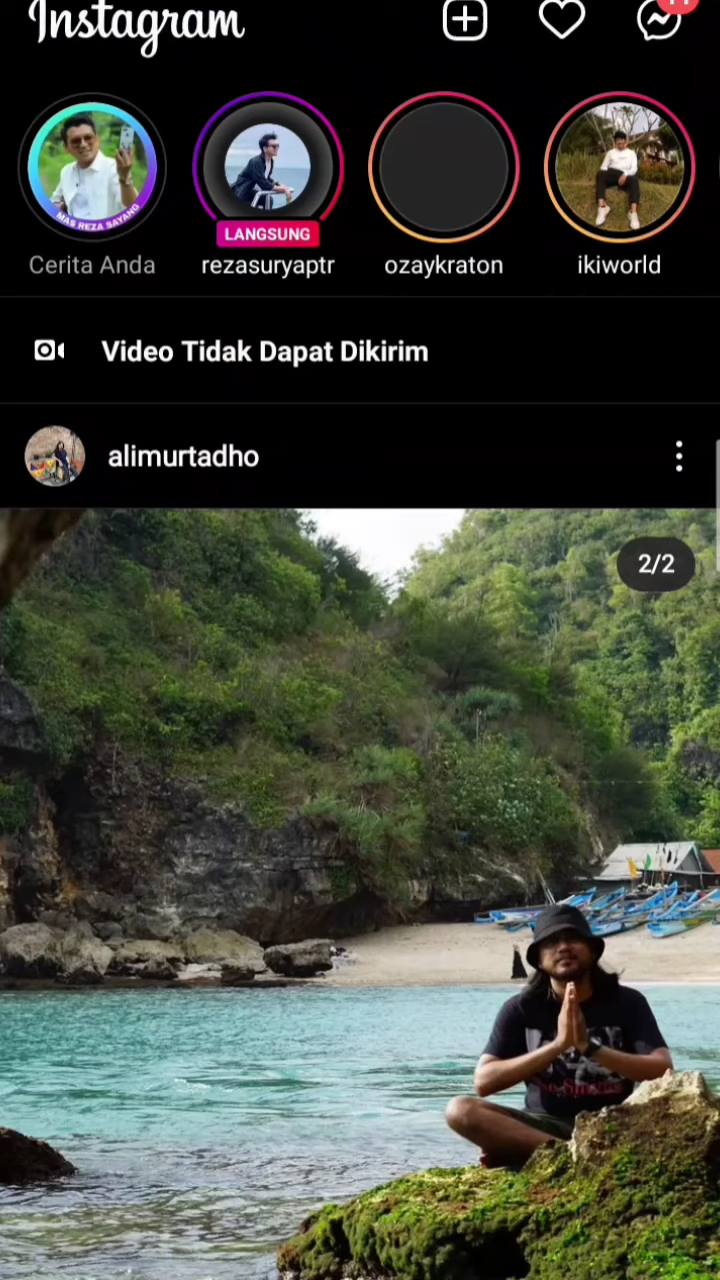 Instagram
MAS REZA SAYANG
LANGSUNG
Cerita Anda
rezasuryaptr
ozaykraton
ikiworld
Video Tidak Dapat Dikirim
alimurtadho
2/2